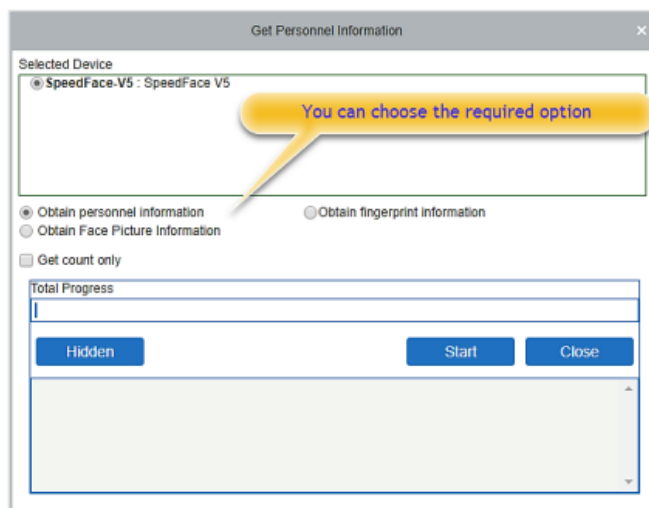 Get Personnel Information
Selected Device
SpeedFace-V5 : SpeedFace V5
You can choose the required option
Obtain personnel information
Obtain fingerprint information
Obtain Face Picture Information
Get count only
Total Progress
Hidden
Start
Close